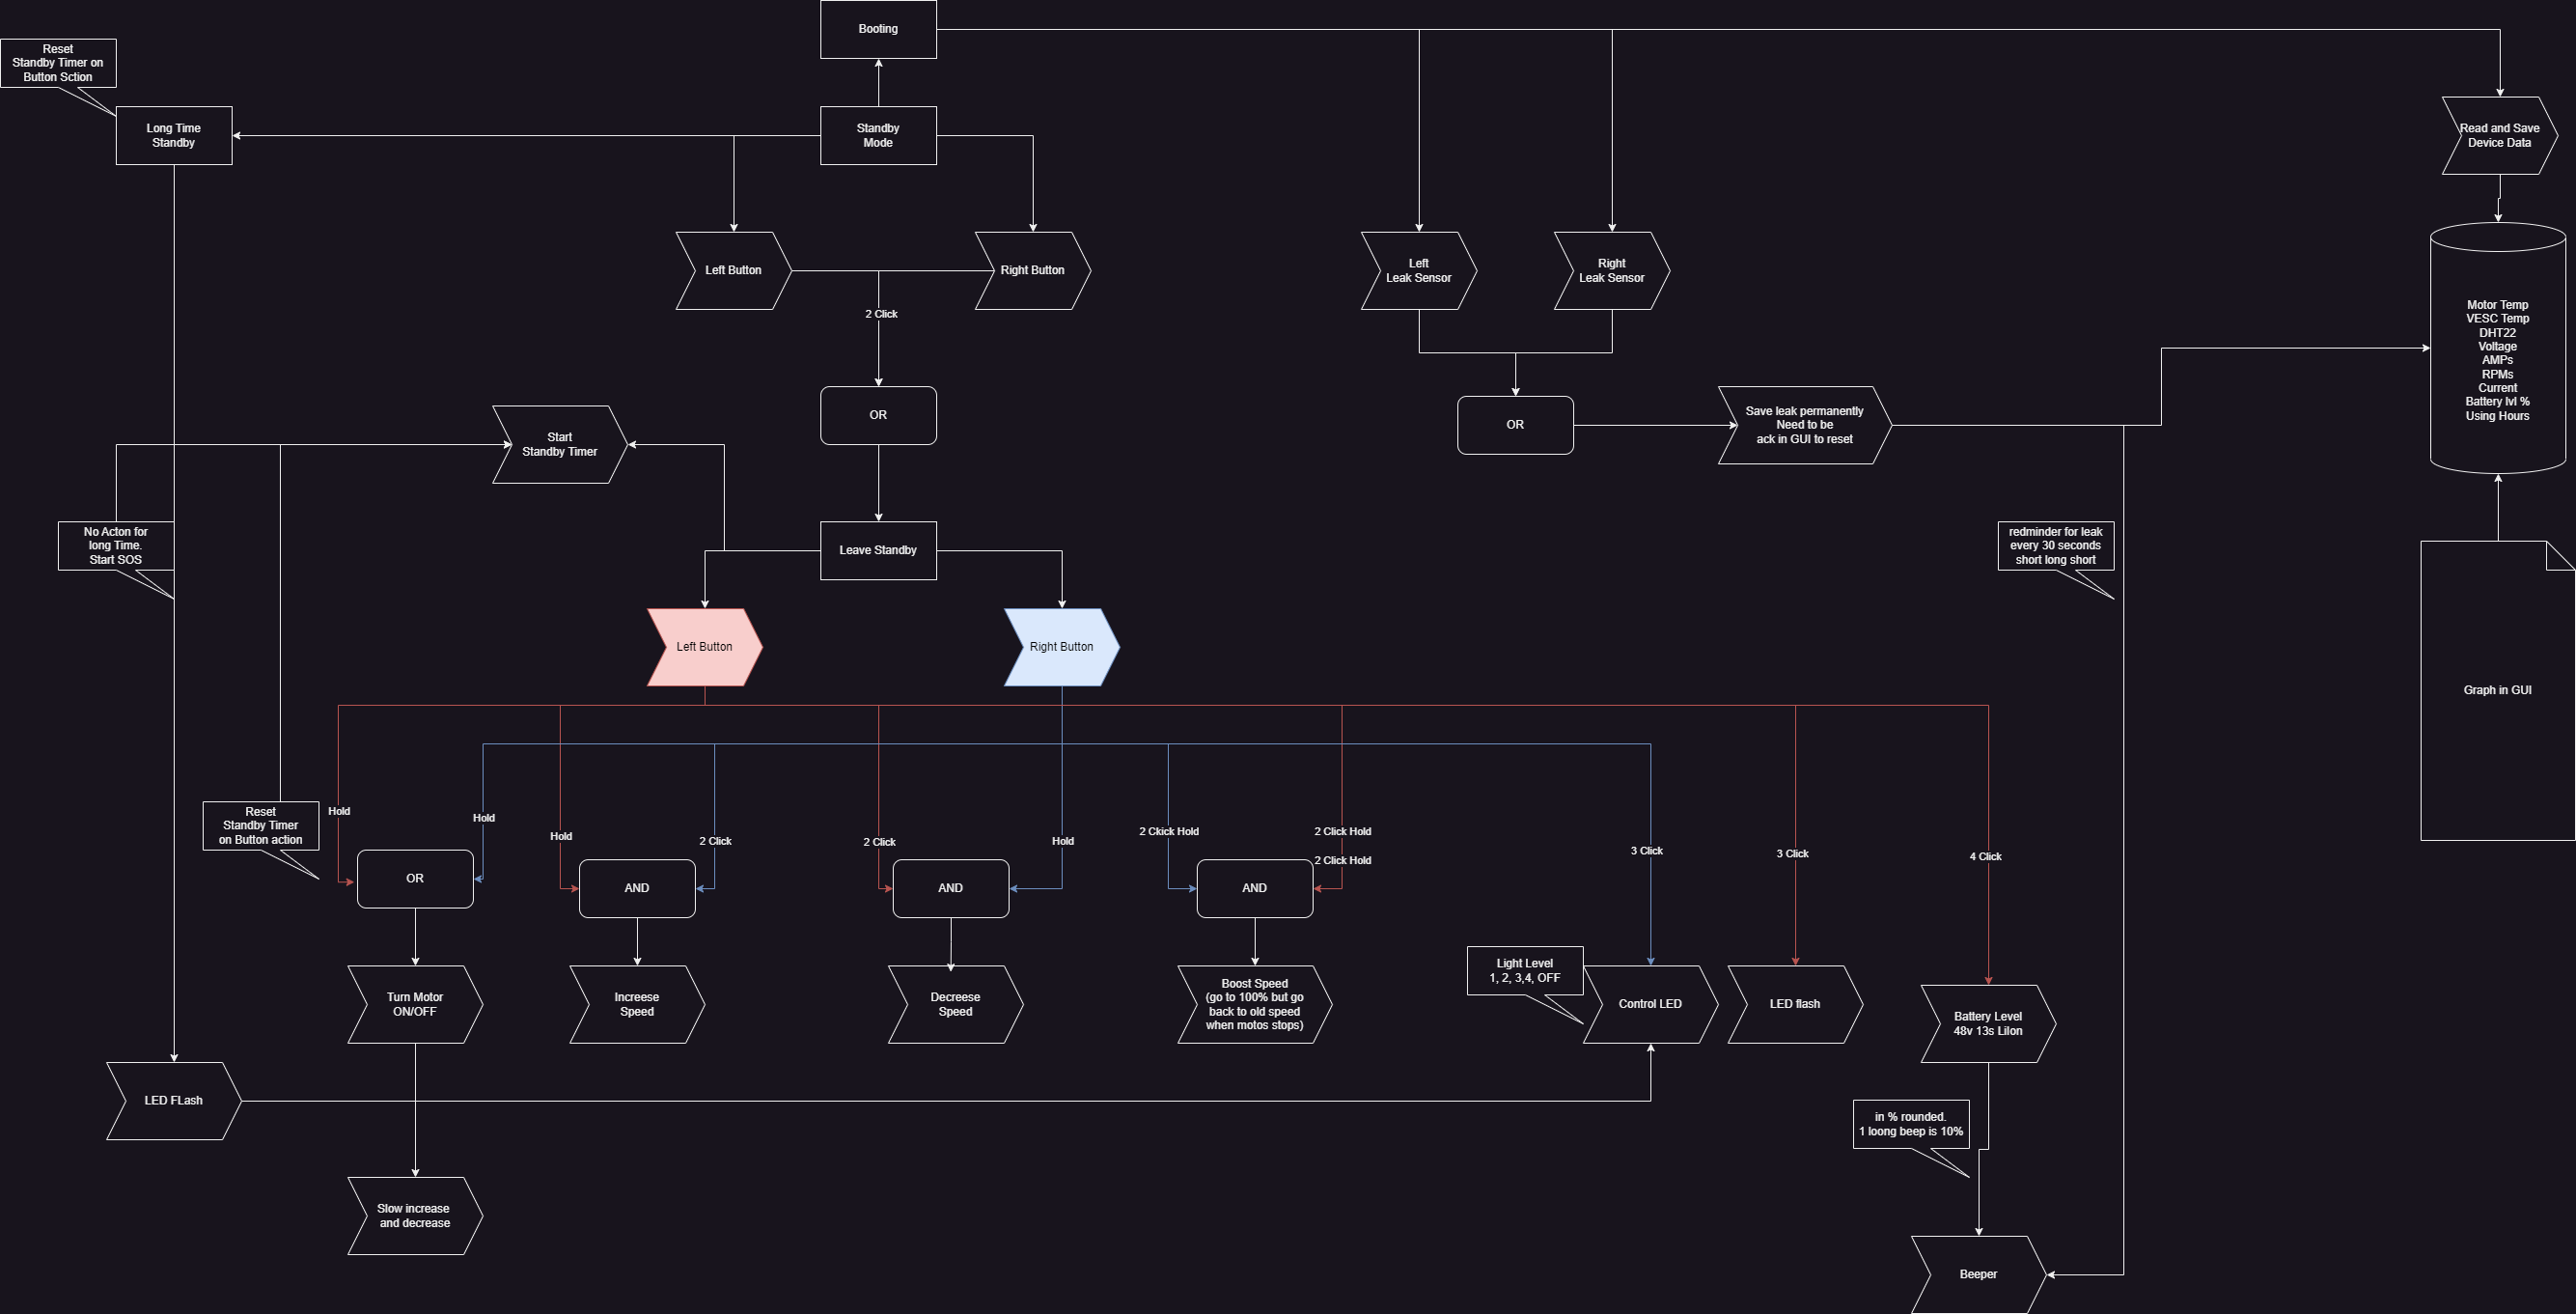 Booting
Reset
Standby Timer on
Button Sction
Long Time
Standby
Standby
Mode
Read and Save
Device Data
Left Button
Right Button
Left
Leak Sensor
Right
Leak Sensor
2 Click
Motor Temp
VESC Temp
DHT22
Voltage
AMPs
RPMs
Current
Battery lvl %
Using Hours
OR
Start
Standby Timer
OR
Save leak permanently
Need to be
ack in GUI to reset
No Acton for
long Time.
Start SOS
Leave Standby
redminder for leak
every 30 seconds
short long short
Left Button
Right Button
Graph in GUI
Reset
Standby Timer
on Button action
Hold
Hold
Hold
2 Click
2 Click
Hold
2 Ckick Hold
2 Click Hold
2 Click Hold
3 Click
3 Click
4 Click
OR
AND
AND
AND
Light Level
1, 2, 3,4, OFF
Turn Motor
ON/OFF
Increese
Speed
Decreese
Speed
Boost Speed
(go to 100% but go
back to old speed
when motos stops)
Control LED
LED flash
Battery Level
48v 13s LiIon
LED FLash
in % rounded.
1 loong beep is 10%
Slow increase
and decrease
Beeper